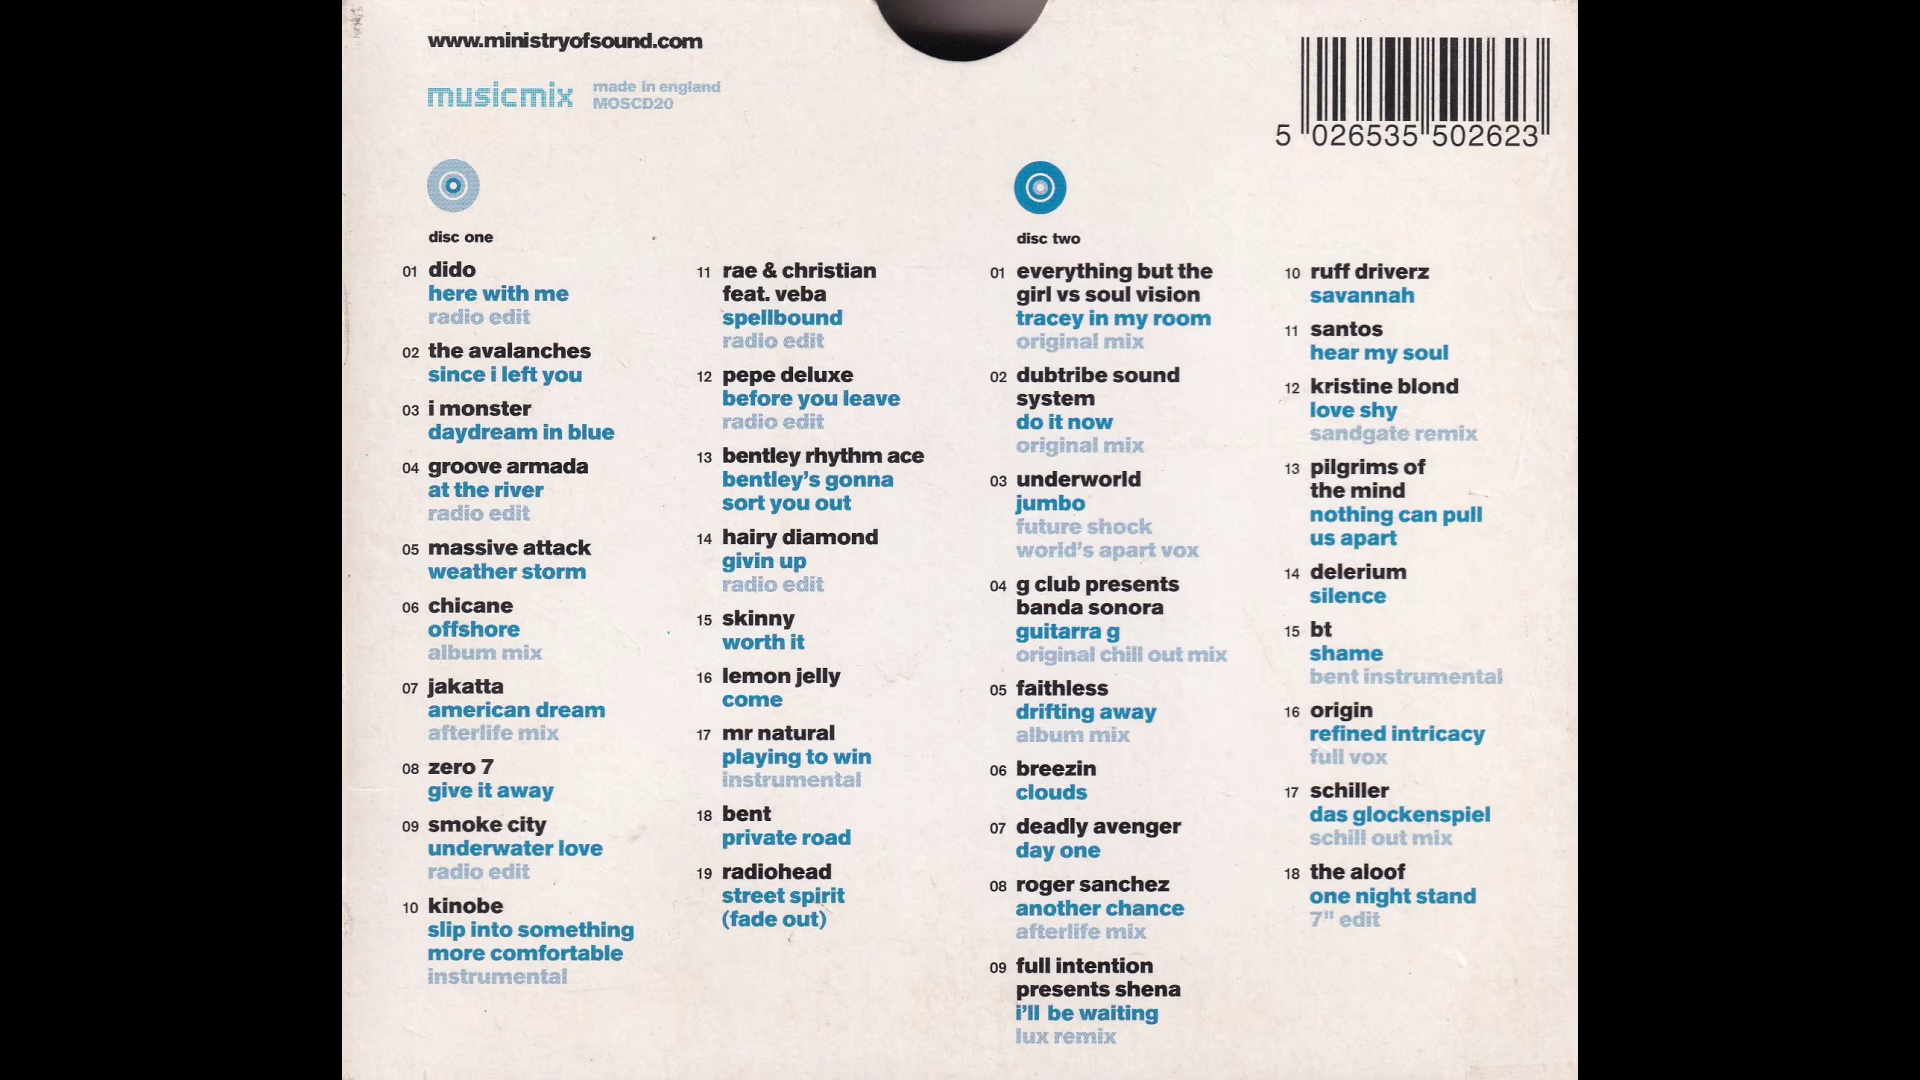 www.ministryofsound.com
musicmix
made in england
MOSCD20
5 026535 502623
disc one
01 dido
here with me
radio edit
02 the avalanches
since i left you
03 i monster
daydream in blue
04 groove armada
at the river
radio edit
05 massive attack
weather storm
06 chicane
offshore
album mix
07 jakatta
american dream
afterlife mix
08 zero 7
give it away
09 smoke city
underwater love
radio edit
10 kinobe
slip into something
more comfortable
instrumental
11 rae & christian
feat. veba
spellbound
radio edit
12 pepe deluxe
before you leave
radio edit
13 bentley rhythm ace
bentley's gonna
sort you out
14 hairy diamond
givin up
radio edit
15 skinny
worth it
16 lemon jelly
come
17 mr natural
playing to win
instrumental
18 bent
private road
19 radiohead
street spirit
(fade out)
disc two
01 everything but the
girl vs soul vision
tracey in my room
original mix
02 dubtribe sound
system
do it now
original mix
03 underworld
jumbo
future shock
world's apart vox
04 g club presents
banda sonora
guitarra g
original chill out mix
05 faithless
drifting away
album mix
06 breezin
clouds
07 deadly avenger
day one
08 roger sanchez
another chance
afterlife mix
09 full intention
presents shena
i'll be waiting
lux remix
10 ruff driverz
savannah
11 santos
hear my soul
12 kristine blond
love shy
sandgate remix
13 pilgrims of
the mind
nothing can pull
us apart
14 delerium
silence
15 bt
shame
bent instrumental
16 origin
refined intricacy
full vox
17 schiller
das glockenspiel
schill out mix
18 the aloof
one night stand
7" edit